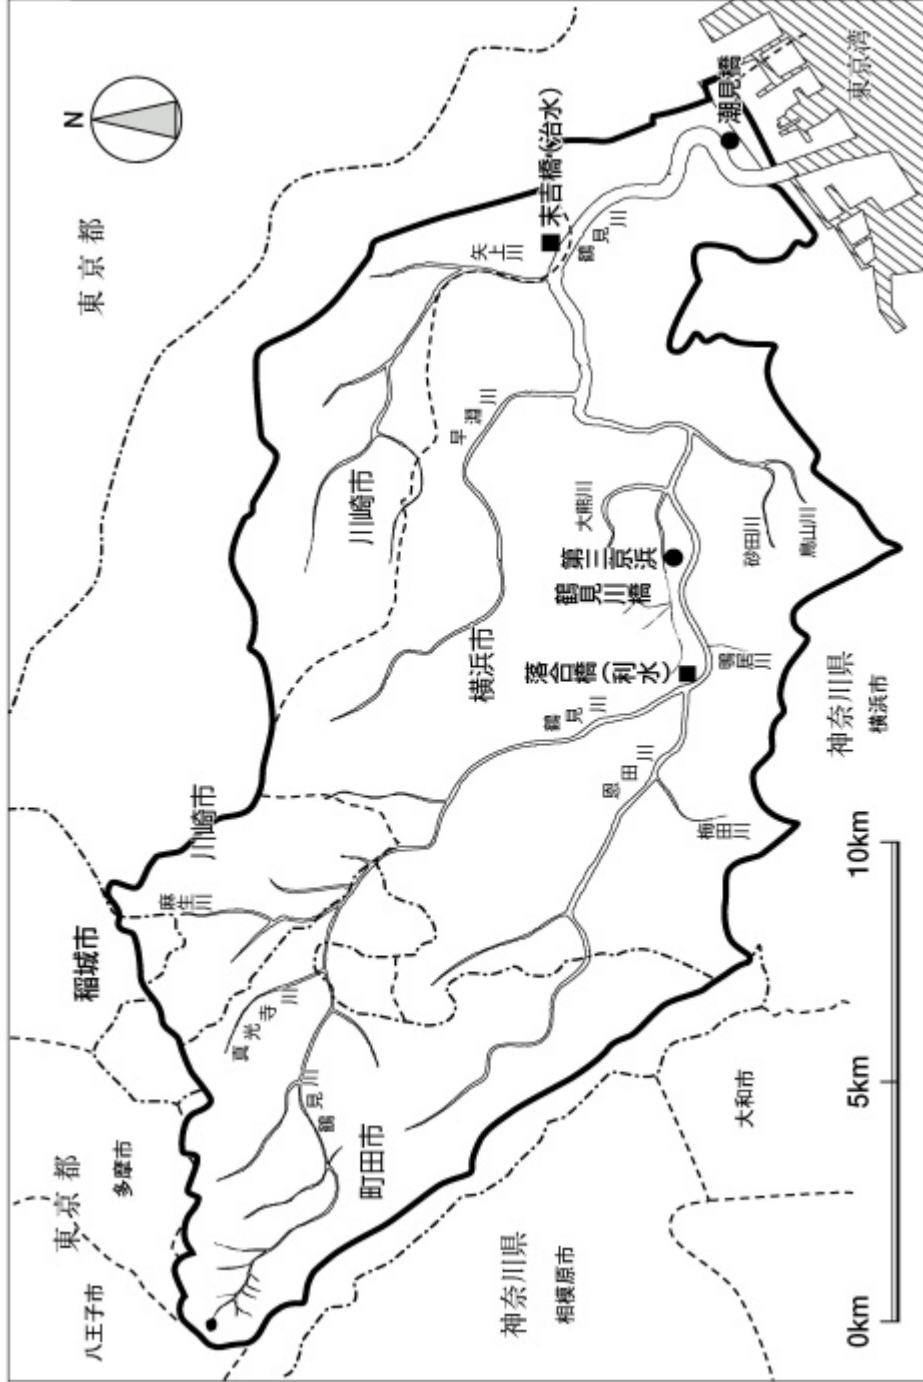 N
東京都
東京都
八王子市
多摩市
稲城市
川崎市
麻生川
真光寺川
鶴見川
町田市
神奈川県
相模原市
大和市
川崎市
矢上川
末吉橋(治水)
鶴見川
潮見橋
東京湾
早淵川
横浜市
大熊川
第三京浜
鶴見川橋
落合橋(利水)
鶴見川
恩田川
梅田川
鴨居川
砂田川
鳥山川
神奈川県
横浜市
0km
5km
10km